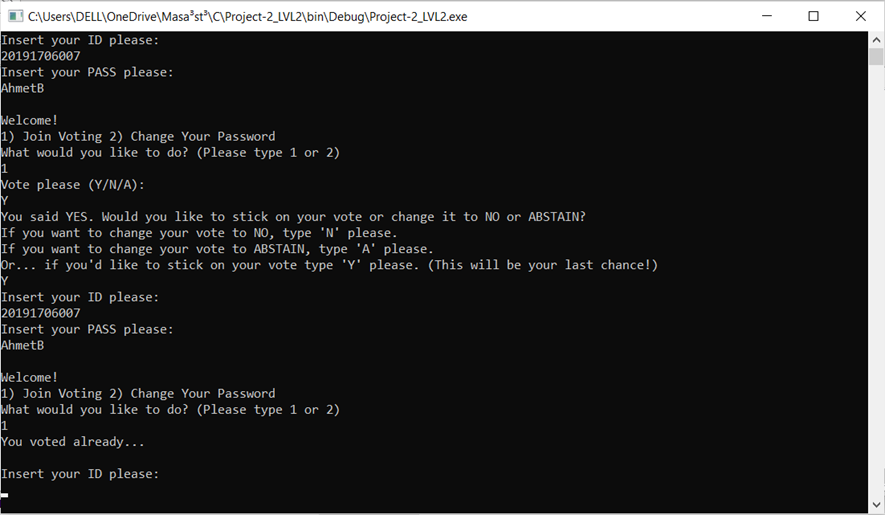 C:\Users\DELL\OneDrive\Masa³st³\C\Project-2_LVL2\bin\Debug\Project-2_LVL2.exe
Insert your ID please:
20191706007
Insert your PASS please:
AhmetB
Welcome!
1) Join Voting 2) Change Your Password
What would you like to do? (Please type 1 or 2)
1
Vote please (Y/N/A):
Y
You said YES. Would you like to stick on your vote or change it to NO or ABSTAIN?
If you want to change your vote to NO, type 'N' please.
If you want to change your vote to ABSTAIN, type 'A' please.
Or... if you'd like to stick on your vote type 'Y' please. (This will be your last chance!)
Y
Insert your ID please:
20191706007
Insert your PASS please:
AhmetB
Welcome!
1) Join Voting 2) Change Your Password
What would you like to do? (Please type 1 or 2)
1
You voted already...
Insert your ID please: